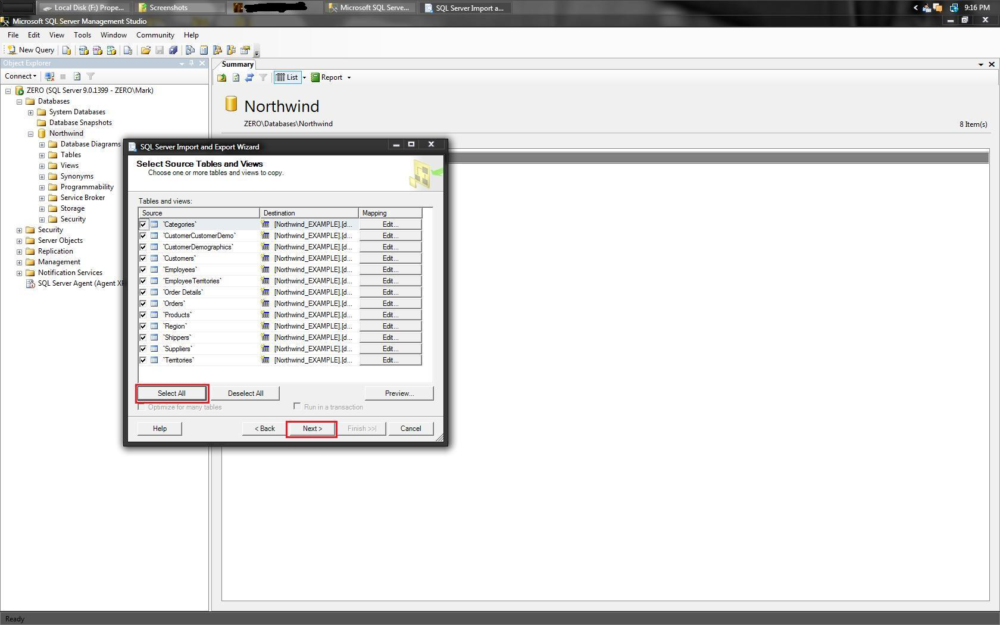 Local Disk (F:) Prope...
Screenshots
Microsoft SQL Serve...
SQL Server Import a...
9:16 PM
Microsoft SQL Server Management Studio
File Edit View Tools Window Community Help
New Query
Object Explorer
Summary
Connect
List
Report
ZERO (SQL Server 9.0.1399 - ZERO\Mark)
Databases
System Databases
Database Snapshots
Northwind
Database Diagrams
Tables
Views
Synonyms
Programmability
Service Broker
Storage
Security
Security
Server Objects
Replication
Management
Notification Services
SQL Server Agent (Agent XP
Northwind
ZERO\Databases\Northwind
8 Item(s)
SQL Server Import and Export Wizard
Select Source Tables and Views
Choose one or more tables and views to copy.
Tables and views:
Source Destination Mapping
`Categories` [Northwind_EXAMPLE].[d... Edit...
`CustomerCustomerDemo` [Northwind_EXAMPLE].[d... Edit...
`CustomerDemographics` [Northwind_EXAMPLE].[d... Edit...
`Customers` [Northwind_EXAMPLE].[d... Edit...
`Employees` [Northwind_EXAMPLE].[d... Edit...
`EmployeeTerritories` [Northwind_EXAMPLE].[d... Edit...
`Order Details` [Northwind_EXAMPLE].[d... Edit...
`Orders` [Northwind_EXAMPLE].[d... Edit...
`Products` [Northwind_EXAMPLE].[d... Edit...
`Region` [Northwind_EXAMPLE].[d... Edit...
`Shippers` [Northwind_EXAMPLE].[d... Edit...
`Suppliers` [Northwind_EXAMPLE].[d... Edit...
`Territories` [Northwind_EXAMPLE].[d... Edit...
Select All Deselect All Preview...
Optimize for many tables Run in a transaction
Help < Back Next > Finish >>| Cancel
Ready